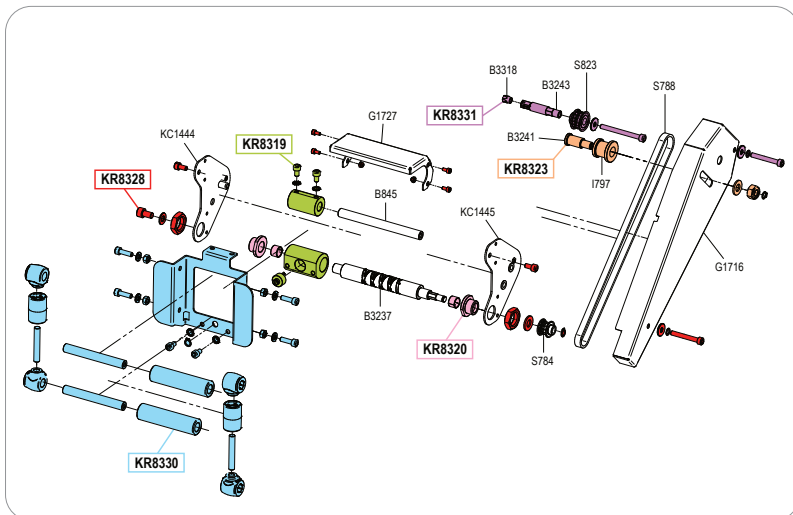 S823
B3318
B3243
S788
KR8331
G1727
KC1444
B3241
KR8319
KR8323
KR8328
I797
B845
KC1445
G1716
B3237
KR8320
S784
KR8330